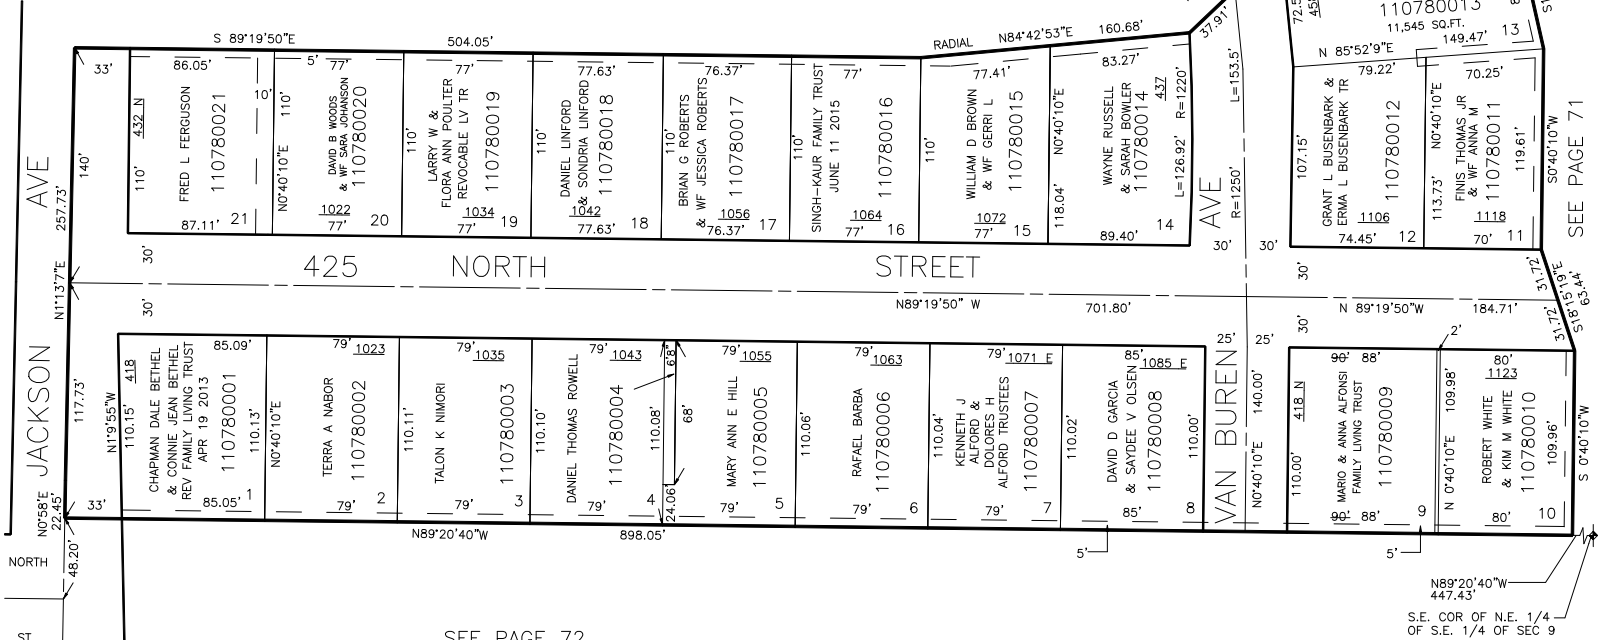 S 89°19'50"E
504.05'
RADIAL
N84°42'53"E
160.68'
37.91'
L=153.5'
72.5
45
110780013
11,545 SQ.FT.
149.47'
13
N 85°52'9"E
33'
86.05'
5'
77'
77'
77.63'
76.37'
77'
77.41'
83.27'
79.22'
70.25'
AVE
140'
257.73'
N1°13'7"E
432 N
110'
FRED L FERGUSON
110780021
10'
87.11'
21
110'
N0°40'10"E
DAVID B WOODS
& WF SARA JOHANSON
110780020
1022
77'
20
110'
LARRY W &
FLORA ANN POULTER
REVOCABLE LV TR
110780019
1034
77'
19
110'
DANIEL LINFORD
& SONDRIA LINFORD
110780018
1042
77.63'
18
110'
BRIAN G ROBERTS
& WF JESSICA ROBERTS
110780017
1056
76.37'
17
110'
SINGH-KAUR FAMILY TRUST
JUNE 11 2015
110780016
1064
77'
16
110'
WILLIAM D BROWN
& WF GERRI L
110780015
1072
77'
15
N0°40'10"E
118.04'
WAYNE RUSSELL
& SARAH BOWLER
110780014
437
89.40'
14
L=126.92'
R=1220'
AVE
R=1250'
107.15'
GRANT L BUSENBARK &
ERMA L BUSENBARK TR
110780012
1106
74.45'
12
N0°40'10"E
113.73'
FINIS THOMAS JR
& WF ANNA M
110780011
1118
70'
11
119.61'
S0°40'10"W
SEE PAGE 71
30'
30'
30'
30'
425 NORTH STREET
N89°19'50" W
701.80'
N 89°19'50"W
184.71'
30'
30'
31.72'
31.72'
S18°15'19"E
63.44'
JACKSON
117.73'
N1°9'55"W
N0°58'E
22.45'
33'
418
110.15'
85.09'
CHAPMAN DALE BETHEL
& CONNIE JEAN BETHEL
REV FAMILY LIVING TRUST
APR 19 2013
110780001
110.13'
85.05'
1
N0°40'10"E
79'
1023
TERRA A NABOR
110780002
79'
2
110.11'
79'
1035
TALON K NIMORI
110780003
79'
3
110.10'
79'
1043
DANIEL THOMAS ROWELL
110780004
79'
4
110.08'
6'8"
68'
24.06'
79'
1055
MARY ANN E HILL
110780005
79'
5
110.06'
79'
1063
RAFAEL BARBA
110780006
79'
6
110.04'
79'
1071 E
KENNETH J
ALFORD &
DOLORES H
ALFORD TRUSTEES
110780007
79'
7
110.02'
85'
1085 E
DAVID D GARCIA
& SAYDEE V OLSEN
110780008
110.00'
85'
8
25'
25'
VAN BUREN
140.00'
N0°40'10"E
418 N
110.00'
90' 88'
MARIO & ANNA ALFONSI
FAMILY LIVING TRUST
110780009
90' 88'
9
2'
109.98'
N 0°40'10"E
80'
1123
ROBERT WHITE
& KIM M WHITE
110780010
109.96'
80'
10
S 0°40'10"W
N89°20'40"W
898.05'
5'
5'
NORTH
48.20'
N89°20'40"W
447.43'
S.E. COR OF N.E. 1/4
OF S.E. 1/4 OF SEC 9
ST
SEE PAGE 72